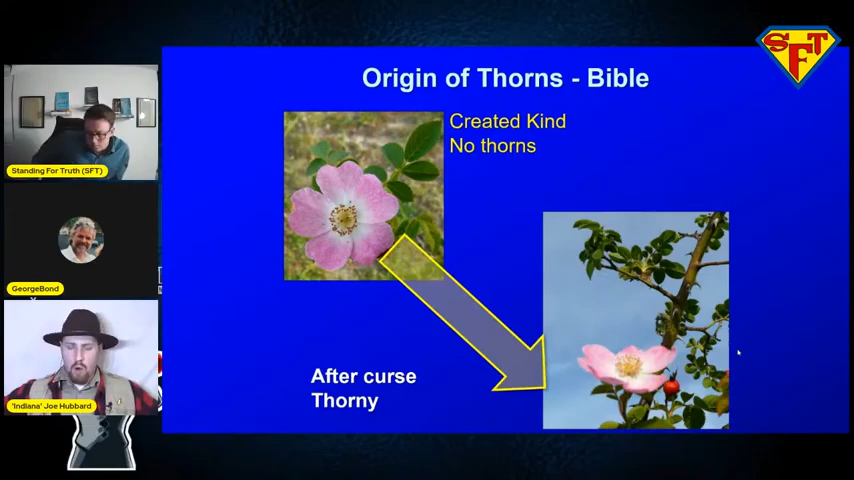 SFT
Origin of Thorns - Bible
Created Kind
No thorns
Standing For Truth (SFT)
GeorgeBond
After curse
Thorny
'Indiana' Joe Hubbard